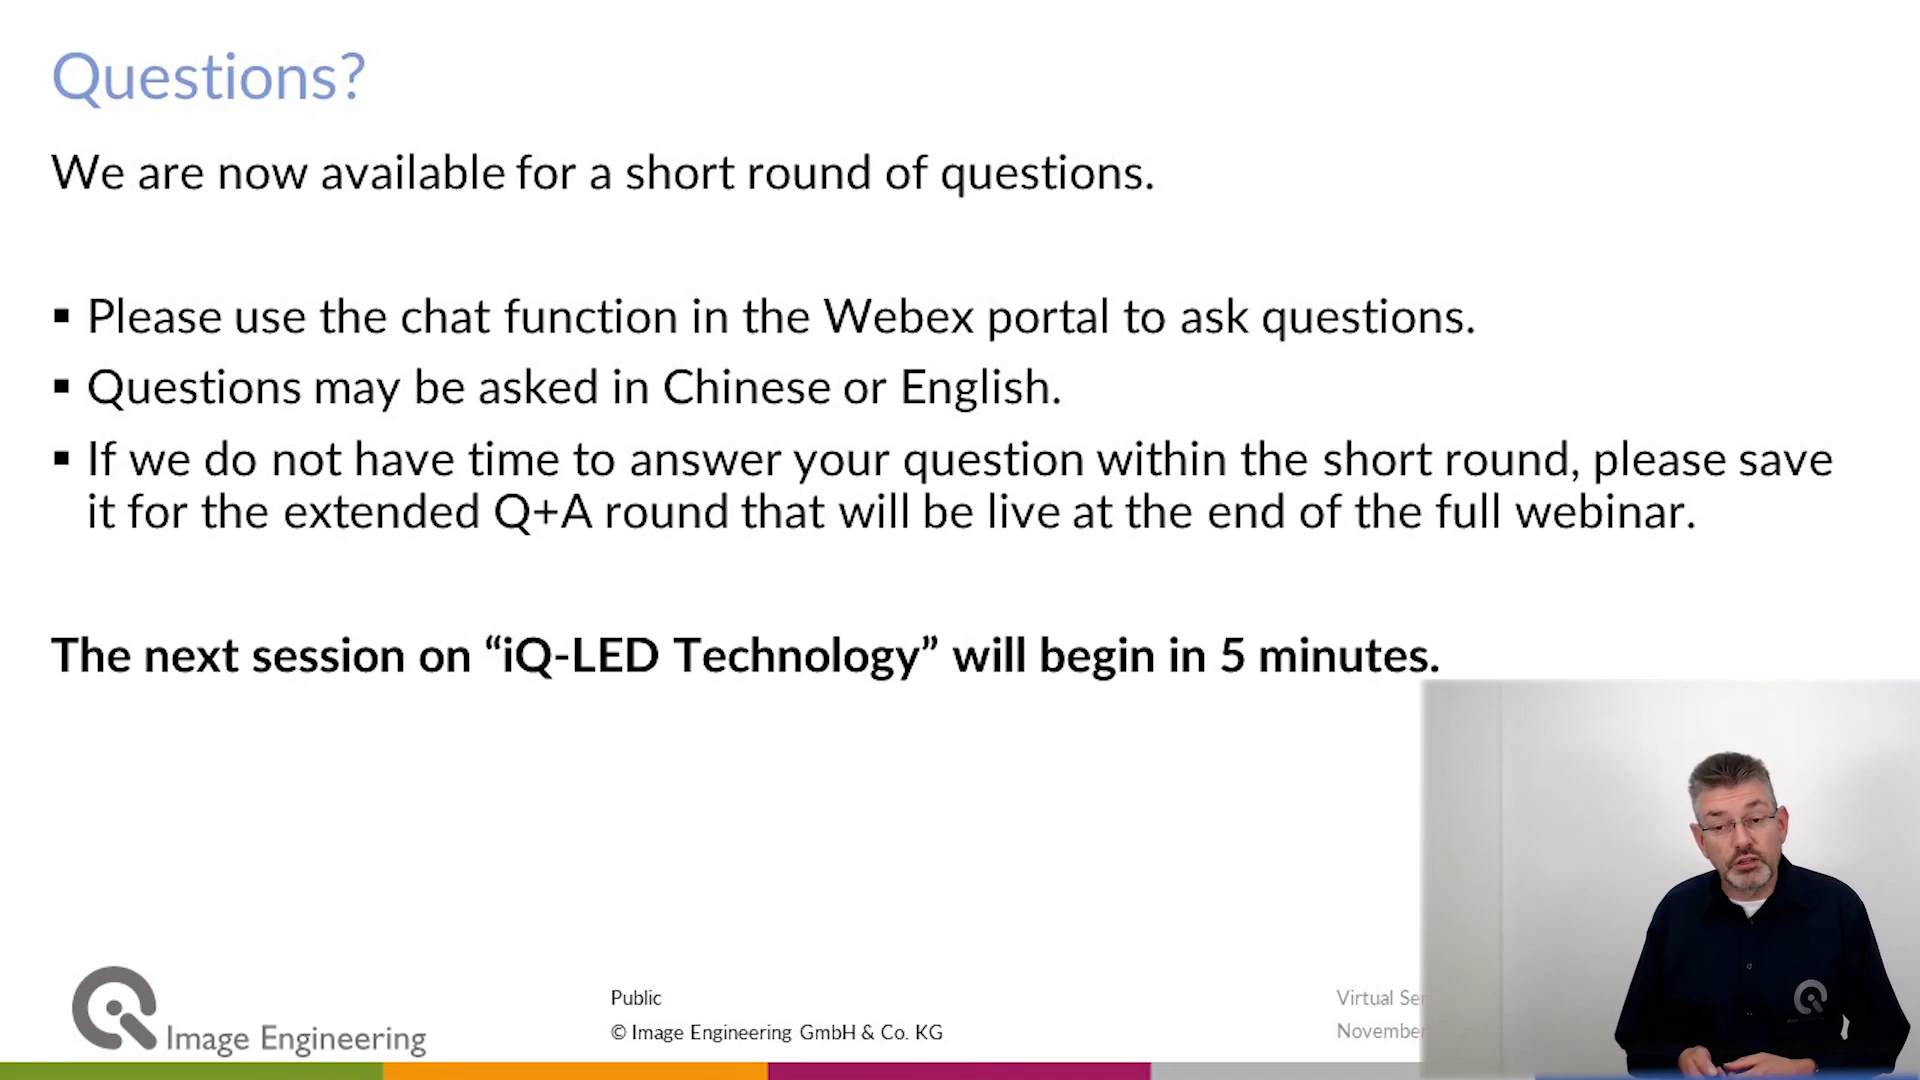 Questions?
We are now available for a short round of questions.
▪ Please use the chat function in the Webex portal to ask questions.
▪ Questions may be asked in Chinese or English.
▪ If we do not have time to answer your question within the short round, please save
it for the extended Q+A round that will be live at the end of the full webinar.
The next session on “iQ-LED Technology” will begin in 5 minutes.
Image Engineering
Public
© Image Engineering GmbH & Co. KG
Virtual
November